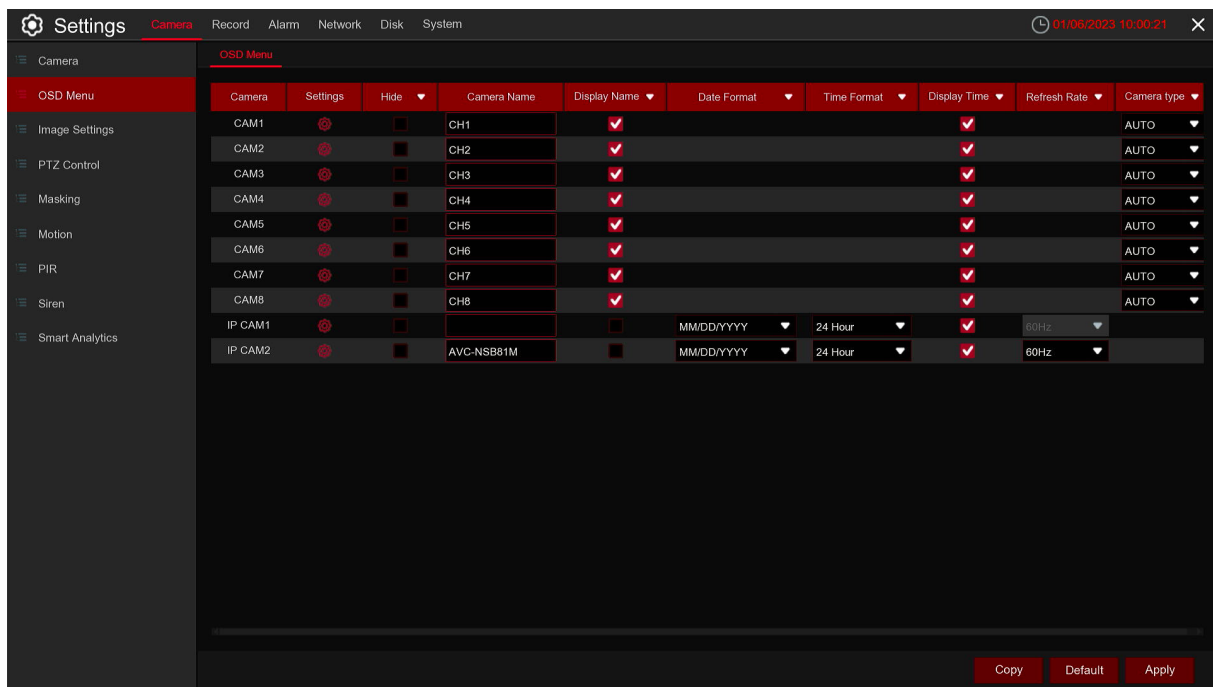 Settings Camera Record Alarm Network Disk System 01/06/2023 10:00:21
Camera
OSD Menu
Image Settings
PTZ Control
Masking
Motion
PIR
Siren
Smart Analytics
OSD Menu
Camera Settings Hide Camera Name Display Name Date Format Time Format Display Time Refresh Rate Camera type
CAM1 CH1 AUTO
CAM2 CH2 AUTO
CAM3 CH3 AUTO
CAM4 CH4 AUTO
CAM5 CH5 AUTO
CAM6 CH6 AUTO
CAM7 CH7 AUTO
CAM8 CH8 AUTO
IP CAM1 MM/DD/YYYY 24 Hour 60Hz
IP CAM2 AVC-NSB81M MM/DD/YYYY 24 Hour 60Hz
Copy Default Apply